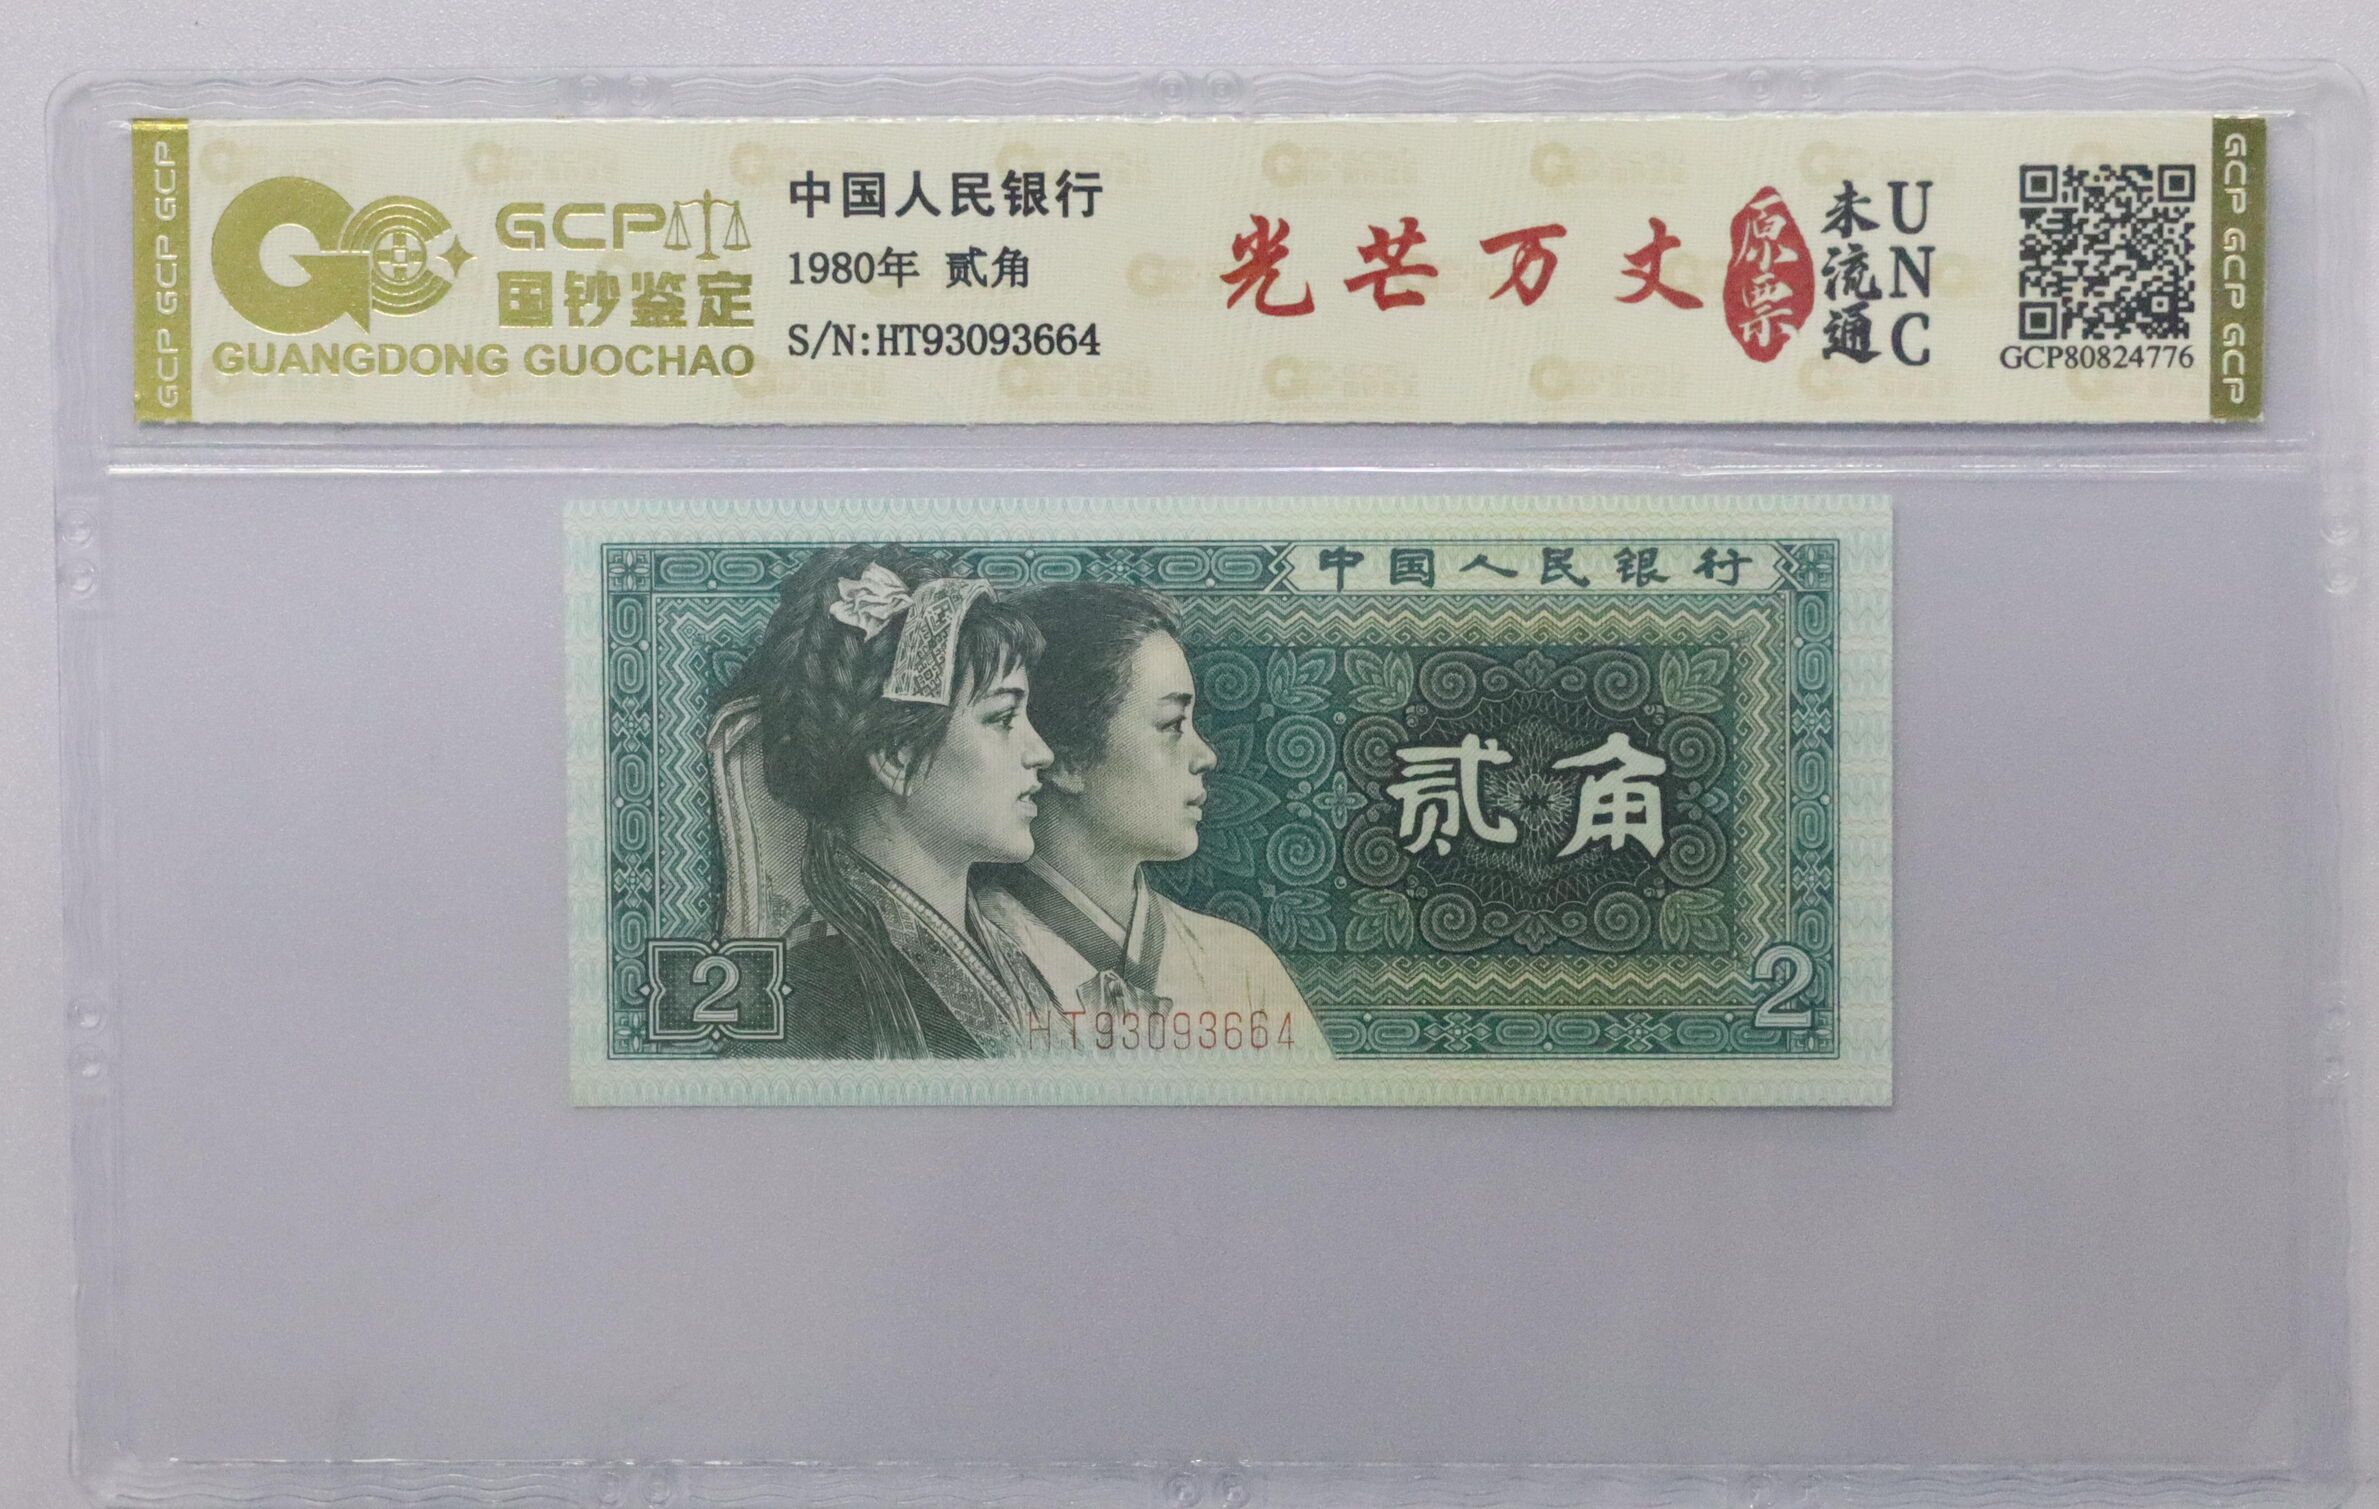 GCP GCP GCP
GCP
国钞鉴定
GUANGDONG GUOCHAO
中国人民银行
1980年 贰角
S/N:HT93093664
光芒万丈
原票
未流通
UNC
GCP80824776
GCP GCP GCP
中国人民银行
贰角
2
2
HT93093664